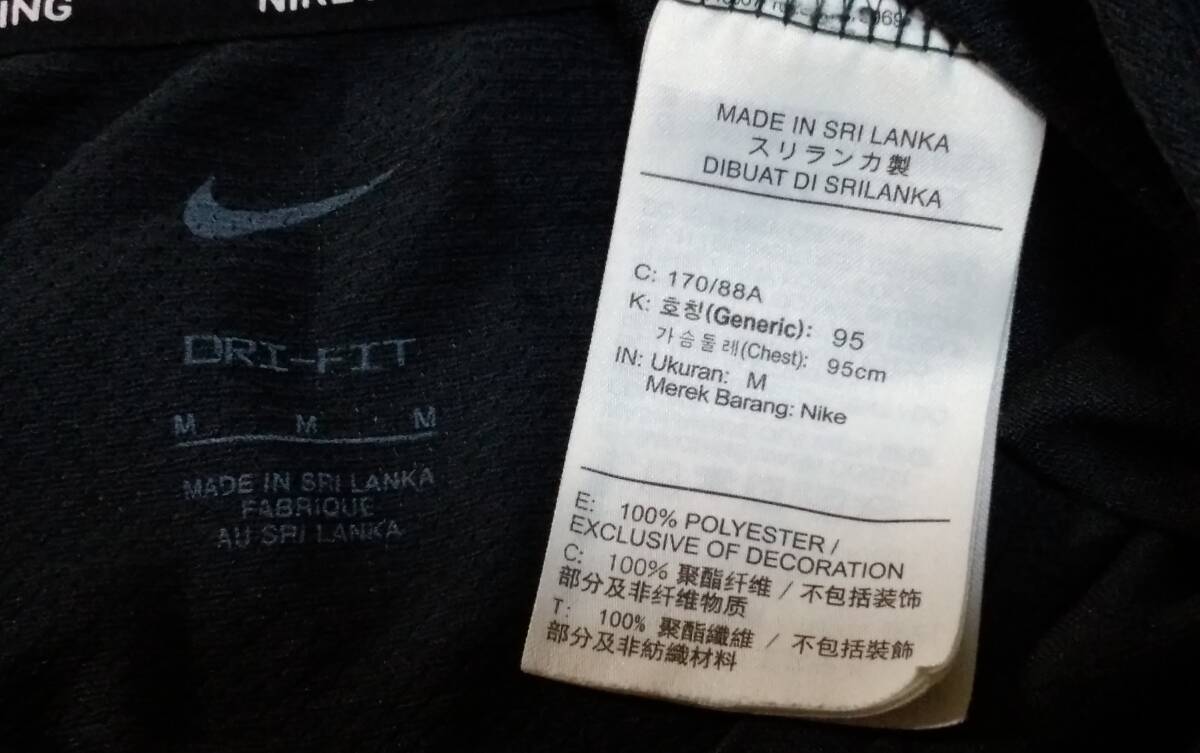 ING
DRI-FIT
M M M
MADE IN SRI LANKA
FABRIQUE
AU SRI LANKA
MADE IN SRI LANKA
スリランカ製
DIBUAT DI SRILANKA
C: 170/88A
K: 호칭(Generic): 95
가슴둘레(Chest): 95cm
IN: Ukuran: M
Merek Barang: Nike
E: 100% POLYESTER /
EXCLUSIVE OF DECORATION
C: 100% 聚酯纤维 / 不包括装饰
部分及非纤维物质
T: 100% 聚酯纖維 / 不包括裝飾
部分及非紡織材料